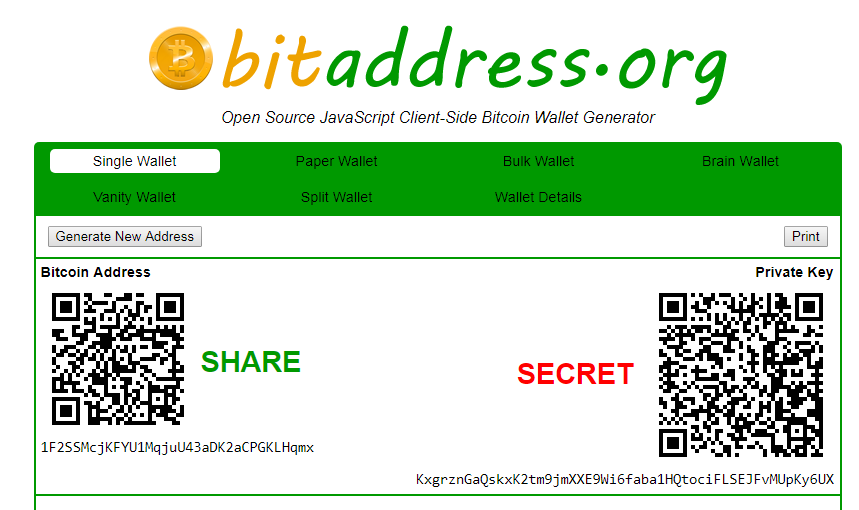 bitaddress.org
Open Source JavaScript Client-Side Bitcoin Wallet Generator
Single Wallet Paper Wallet Bulk Wallet Brain Wallet
Vanity Wallet Split Wallet Wallet Details
Generate New Address Print
Bitcoin Address Private Key
SHARE
SECRET
1F2SSMcjKFYU1MqjuU43aDK2aCPGKLHqmx
KxgrznGaQskxK2tm9jmXXE9Wi6faba1HQtociFLSEJFvMUpKy6UX